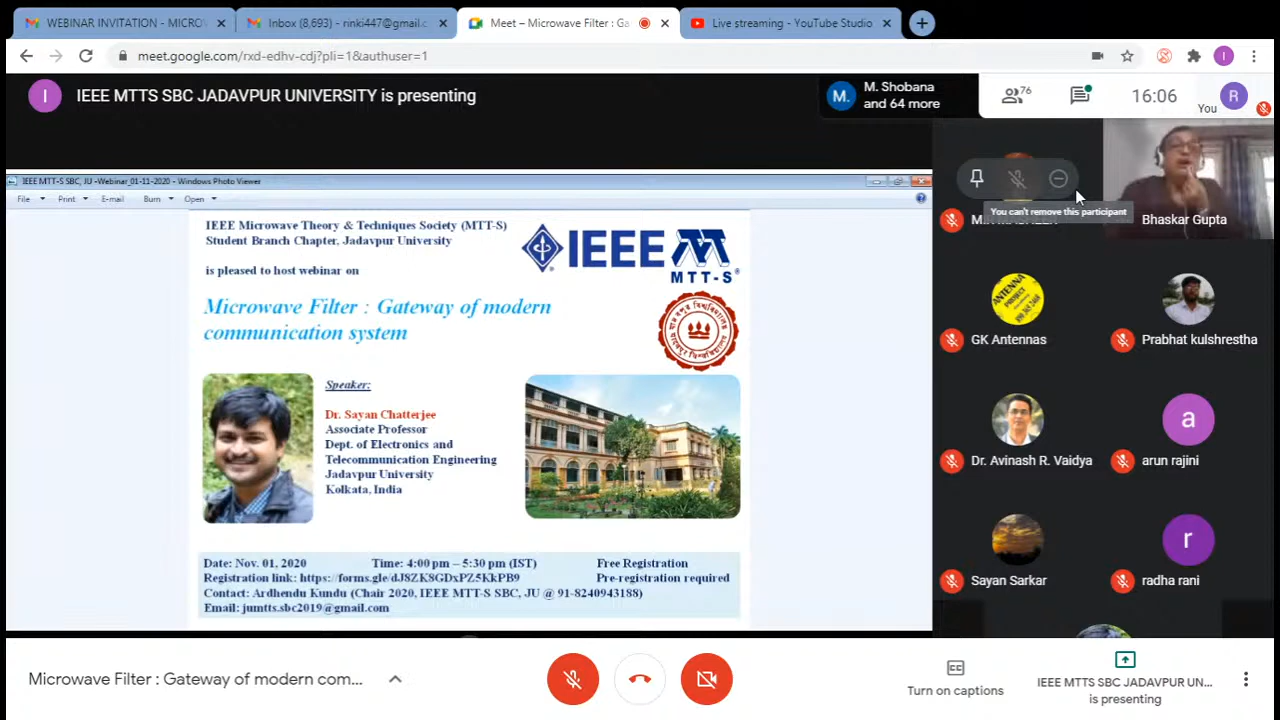 WEBINAR INVITATION - MICROV
Inbox (8,693) - rinki447@gmail.c
Meet – Microwave Filter : Ga
Live streaming - YouTube Studio
meet.google.com/rxd-edhv-cdj?pli=1&authuser=1
I
I
IEEE MTTS SBC JADAVPUR UNIVERSITY is presenting
M.
M. Shobana
and 64 more
76
16:06
You
R
IEEE MTT-S SBC, JU -Webinar_01-11-2020 - Windows Photo Viewer
File
Print
E-mail
Burn
Open
IEEE Microwave Theory & Techniques Society (MTT-S)
Student Branch Chapter, Jadavpur University
is pleased to host webinar on
IEEE
MTT-S®
Microwave Filter : Gateway of modern
communication system
Speaker:
Dr. Sayan Chatterjee
Associate Professor
Dept. of Electronics and
Telecommunication Engineering
Jadavpur University
Kolkata, India
Date: Nov. 01, 2020 Time: 4:00 pm – 5:30 pm (IST) Free Registration
Registration link: https://forms.gle/dJ8ZK8GDxPZ5KkPB9 Pre-registration required
Contact: Ardhendu Kundu (Chair 2020, IEEE MTT-S SBC, JU @ 91-8240943188)
Email: jumtts.sbc2019@gmail.com
You can't remove this participant
Bhaskar Gupta
ANTENNA
PROJECT
GK Antennas
Prabhat kulshrestha
Dr. Avinash R. Vaidya
a
arun rajini
Sayan Sarkar
r
radha rani
Microwave Filter : Gateway of modern com...
CC
Turn on captions
IEEE MTTS SBC JADAVPUR UN...
is presenting